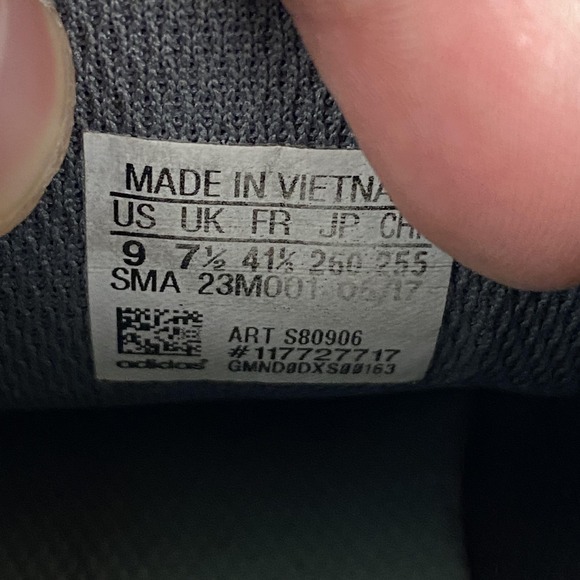 MADE IN VIETNA
US UK FR JP CH
9 7½ 41⅓ 260 255
SMA 23M001 05/17
ART S80906
#117727717
adidas GMND0DXS00163